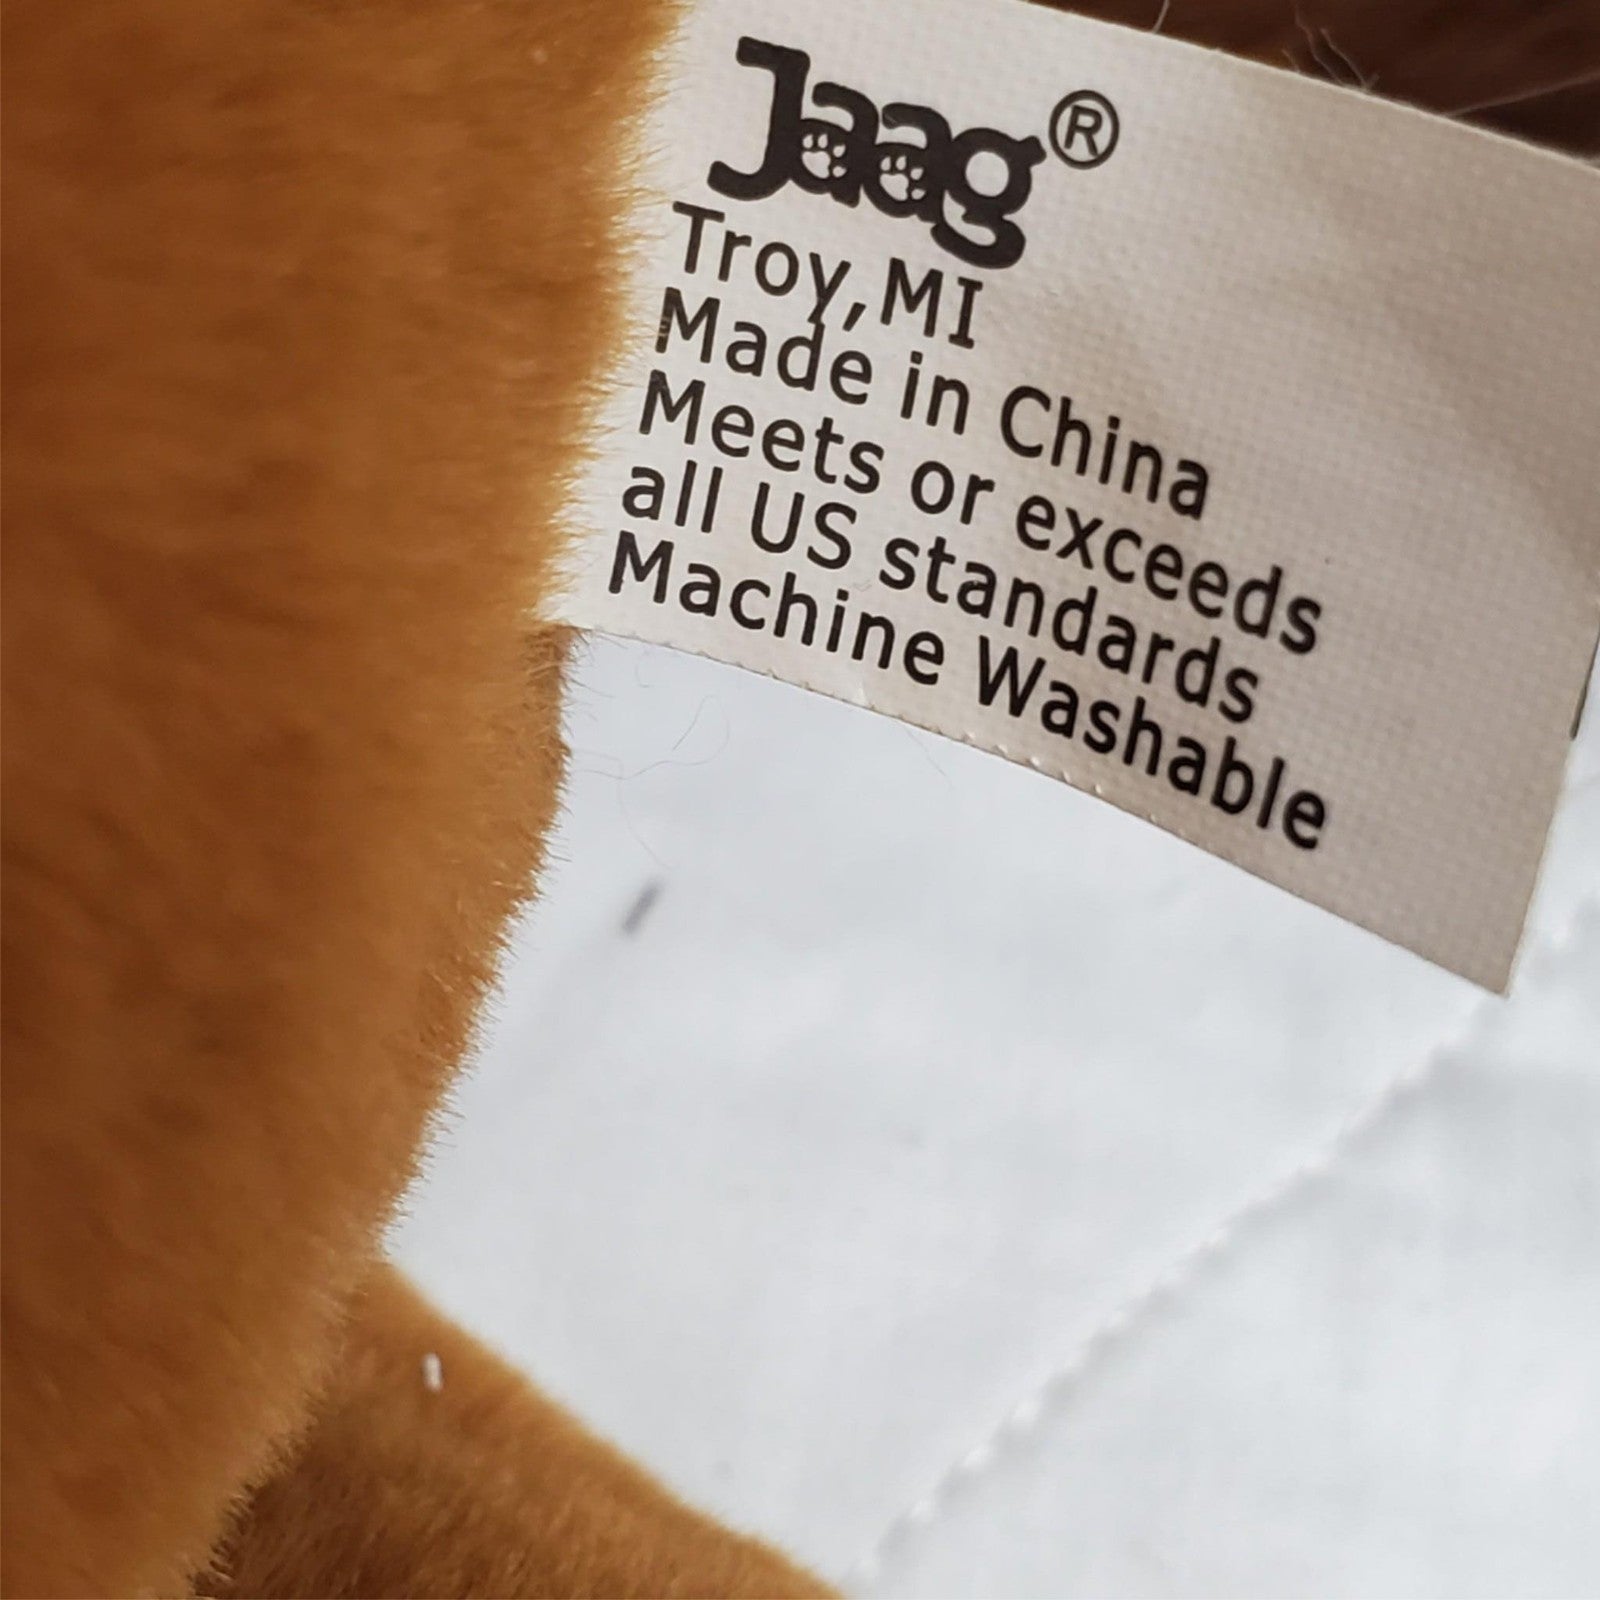 Jaag®
Troy,MI
Made in China
Meets or exceeds
all US standards
Machine Washable